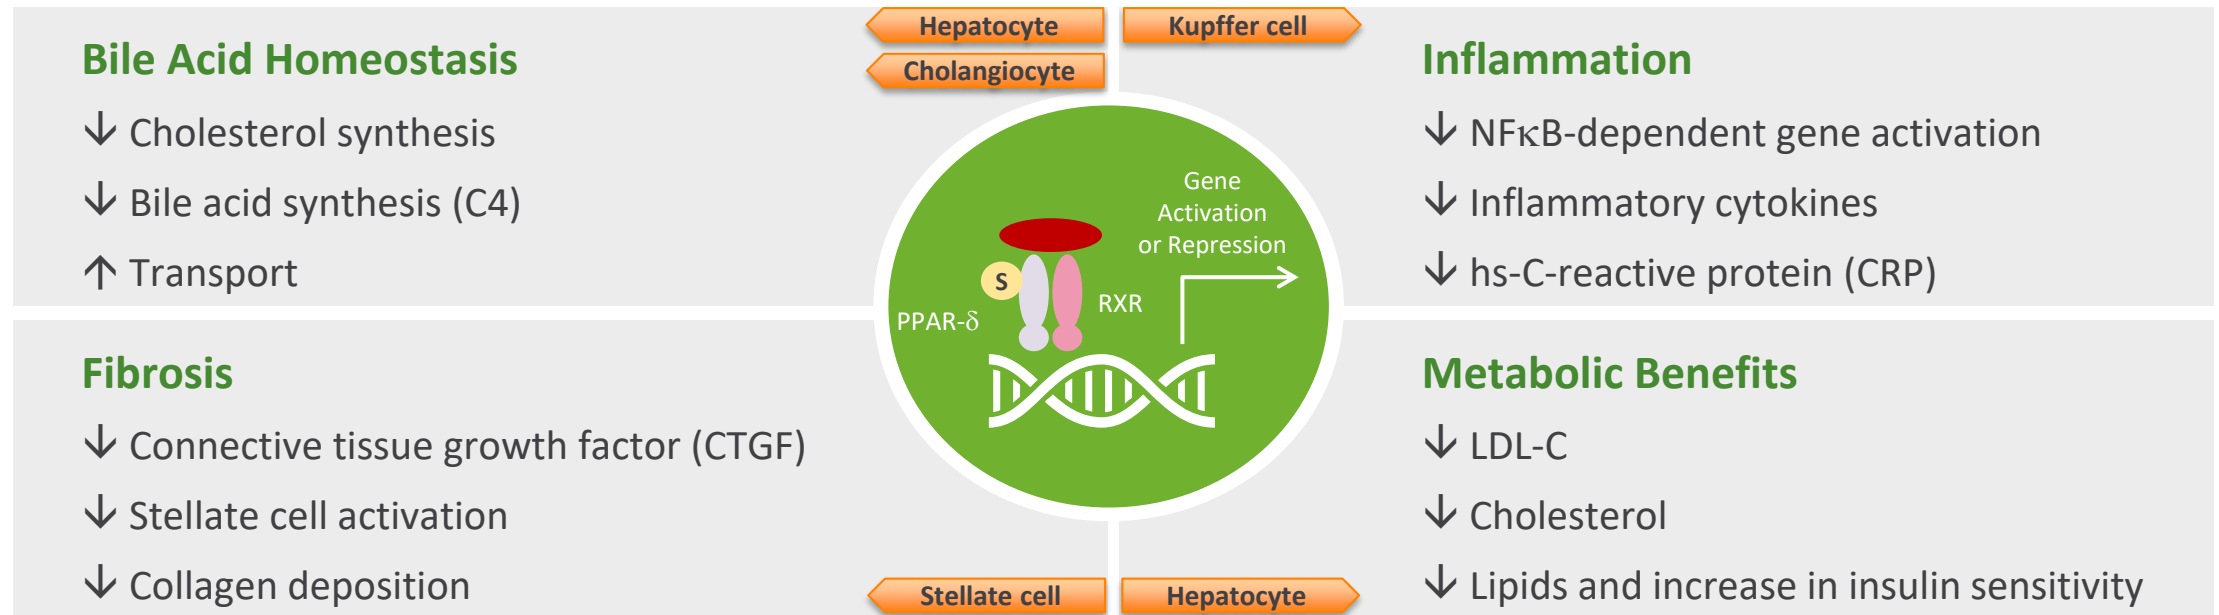 Hepatocyte
Kupffer cell
Cholangiocyte
Bile Acid Homeostasis
↓ Cholesterol synthesis
↓ Bile acid synthesis (C4)
↑ Transport
Inflammation
↓ NFκB-dependent gene activation
↓ Inflammatory cytokines
↓ hs-C-reactive protein (CRP)
Gene
Activation
or Repression
S
PPAR-δ
RXR
Fibrosis
↓ Connective tissue growth factor (CTGF)
↓ Stellate cell activation
↓ Collagen deposition
Metabolic Benefits
↓ LDL-C
↓ Cholesterol
↓ Lipids and increase in insulin sensitivity
Stellate cell
Hepatocyte